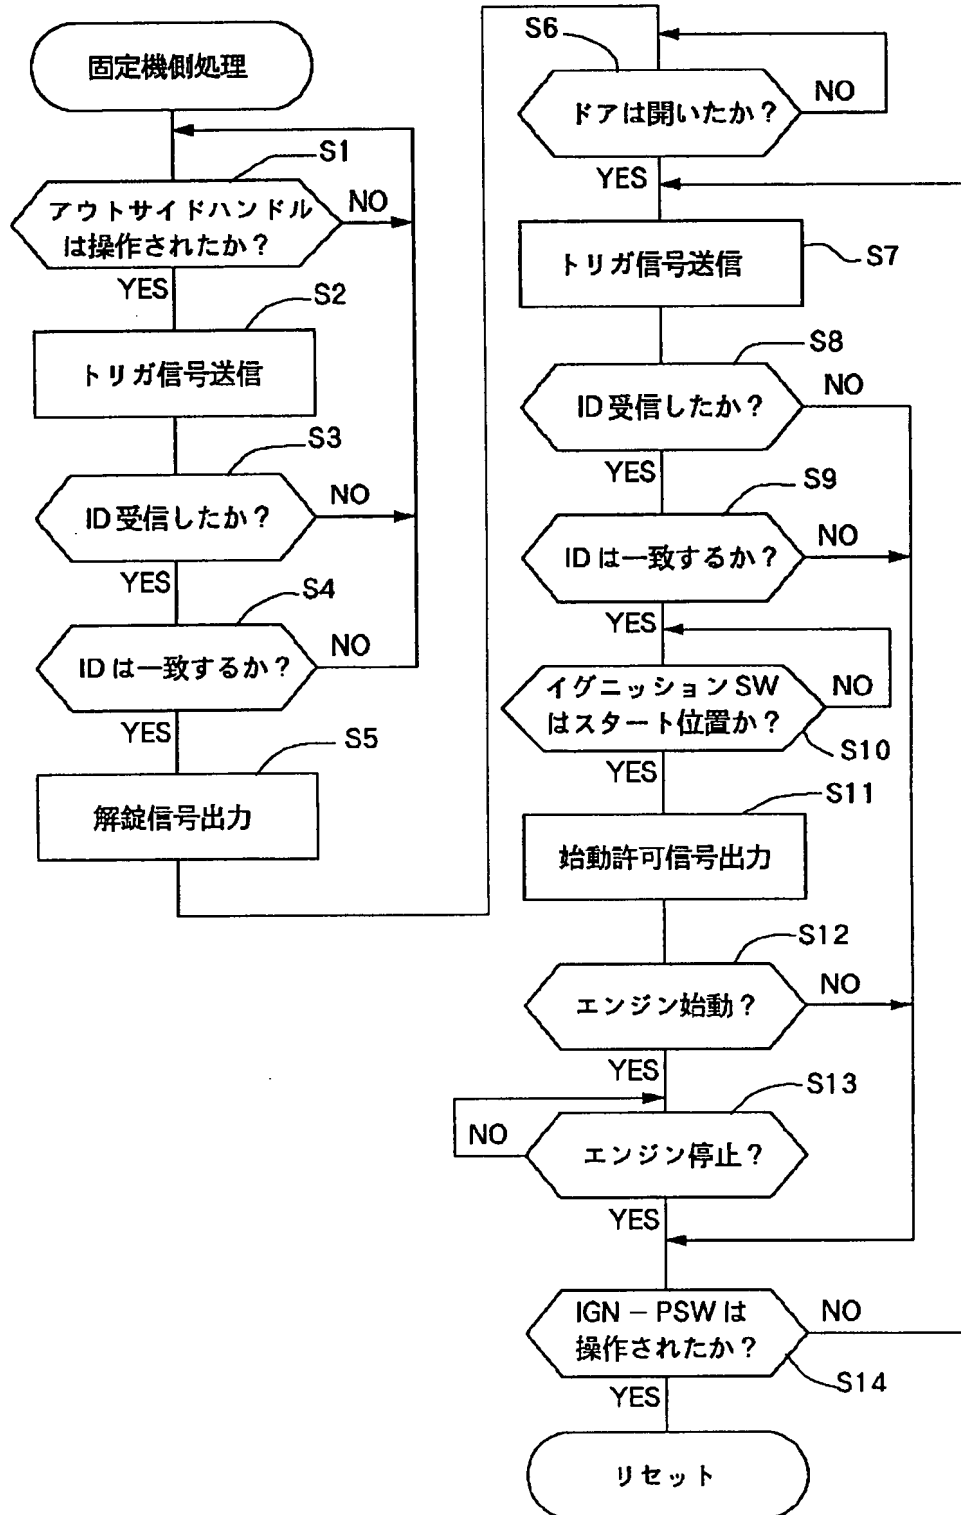 固定機側処理
S1
アウトサイドハンドル
は操作されたか?
NO
YES
S2
トリガ信号送信
S3
ID受信したか?
NO
YES
S4
IDは一致するか?
NO
YES
S5
解錠信号出力
S6
ドアは開いたか?
NO
YES
トリガ信号送信
S7
S8
ID受信したか?
NO
YES
S9
IDは一致するか?
NO
YES
イグニッションSW
はスタート位置か?
NO
S10
YES
S11
始動許可信号出力
S12
エンジン始動?
NO
YES
S13
エンジン停止?
NO
YES
IGN－PSWは
操作されたか?
NO
S14
YES
リセット